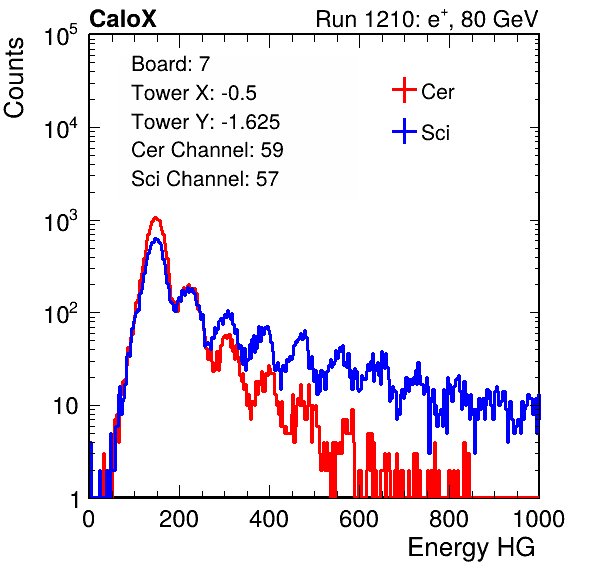 CaloX Run 1210: e⁺, 80 GeV
Counts
Board: 7
Tower X: -0.5
Tower Y: -1.625
Cer Channel: 59
Sci Channel: 57
Cer
Sci
10⁵
10⁴
10³
10²
10
1
0 200 400 600 800 1000
Energy HG